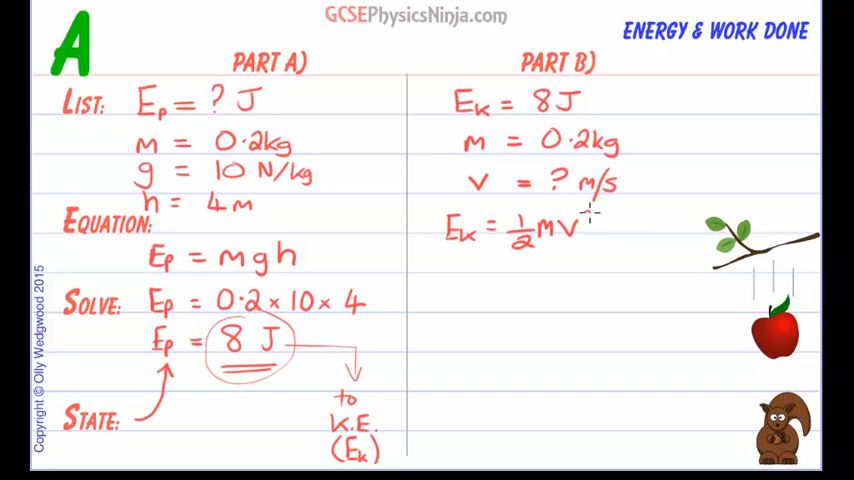 GCSEPhysicsNinja.com
ENERGY & WORK DONE
A
PART A)
LIST: Ep = ? J
m = 0.2kg
g = 10 N/kg
h = 4m
EQUATION:
Ep = mgh
SOLVE: Ep = 0.2 × 10 × 4
Ep = 8 J
STATE:
to
K.E.
(Ek)
PART B)
Ek = 8J
m = 0.2kg
v = ? m/s
Ek = 1/2 mv
Copyright © Olly Wedgwood 2015